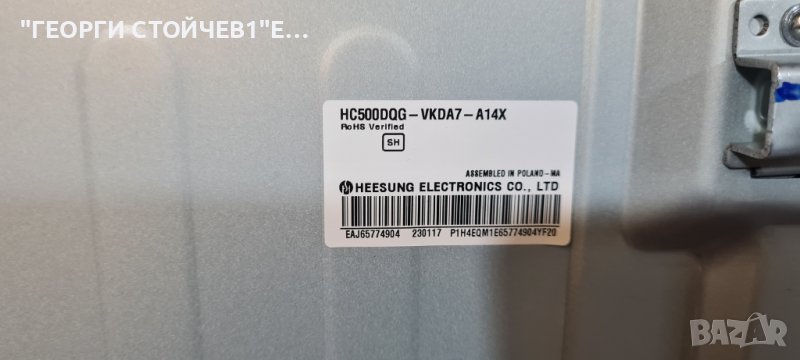 "ГЕОРГИ СТОЙЧЕВ1"Е...
HC500DQG-VKDA7-A14X
RoHS Verified
SH
ASSEMBLED IN POLAND-MA
HEESUNG ELECTRONICS CO., LTD
EAJ65774904 230117 P1H4EQM1E65774904YF20
BAZAR